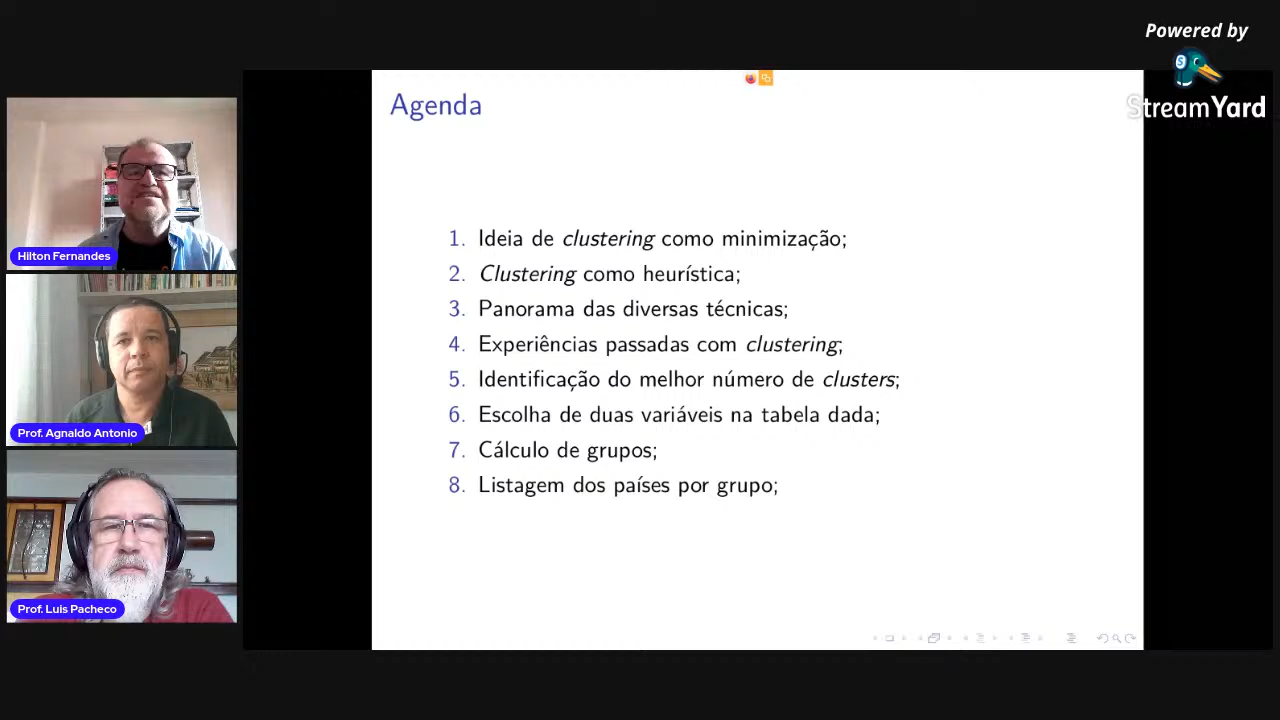 Powered by
StreamYard
Agenda
1. Ideia de clustering como minimização;
2. Clustering como heurística;
3. Panorama das diversas técnicas;
4. Experiências passadas com clustering;
5. Identificação do melhor número de clusters;
6. Escolha de duas variáveis na tabela dada;
7. Cálculo de grupos;
8. Listagem dos países por grupo;
Hilton Fernandes
Prof. Agnaldo Antonio
Prof. Luis Pacheco